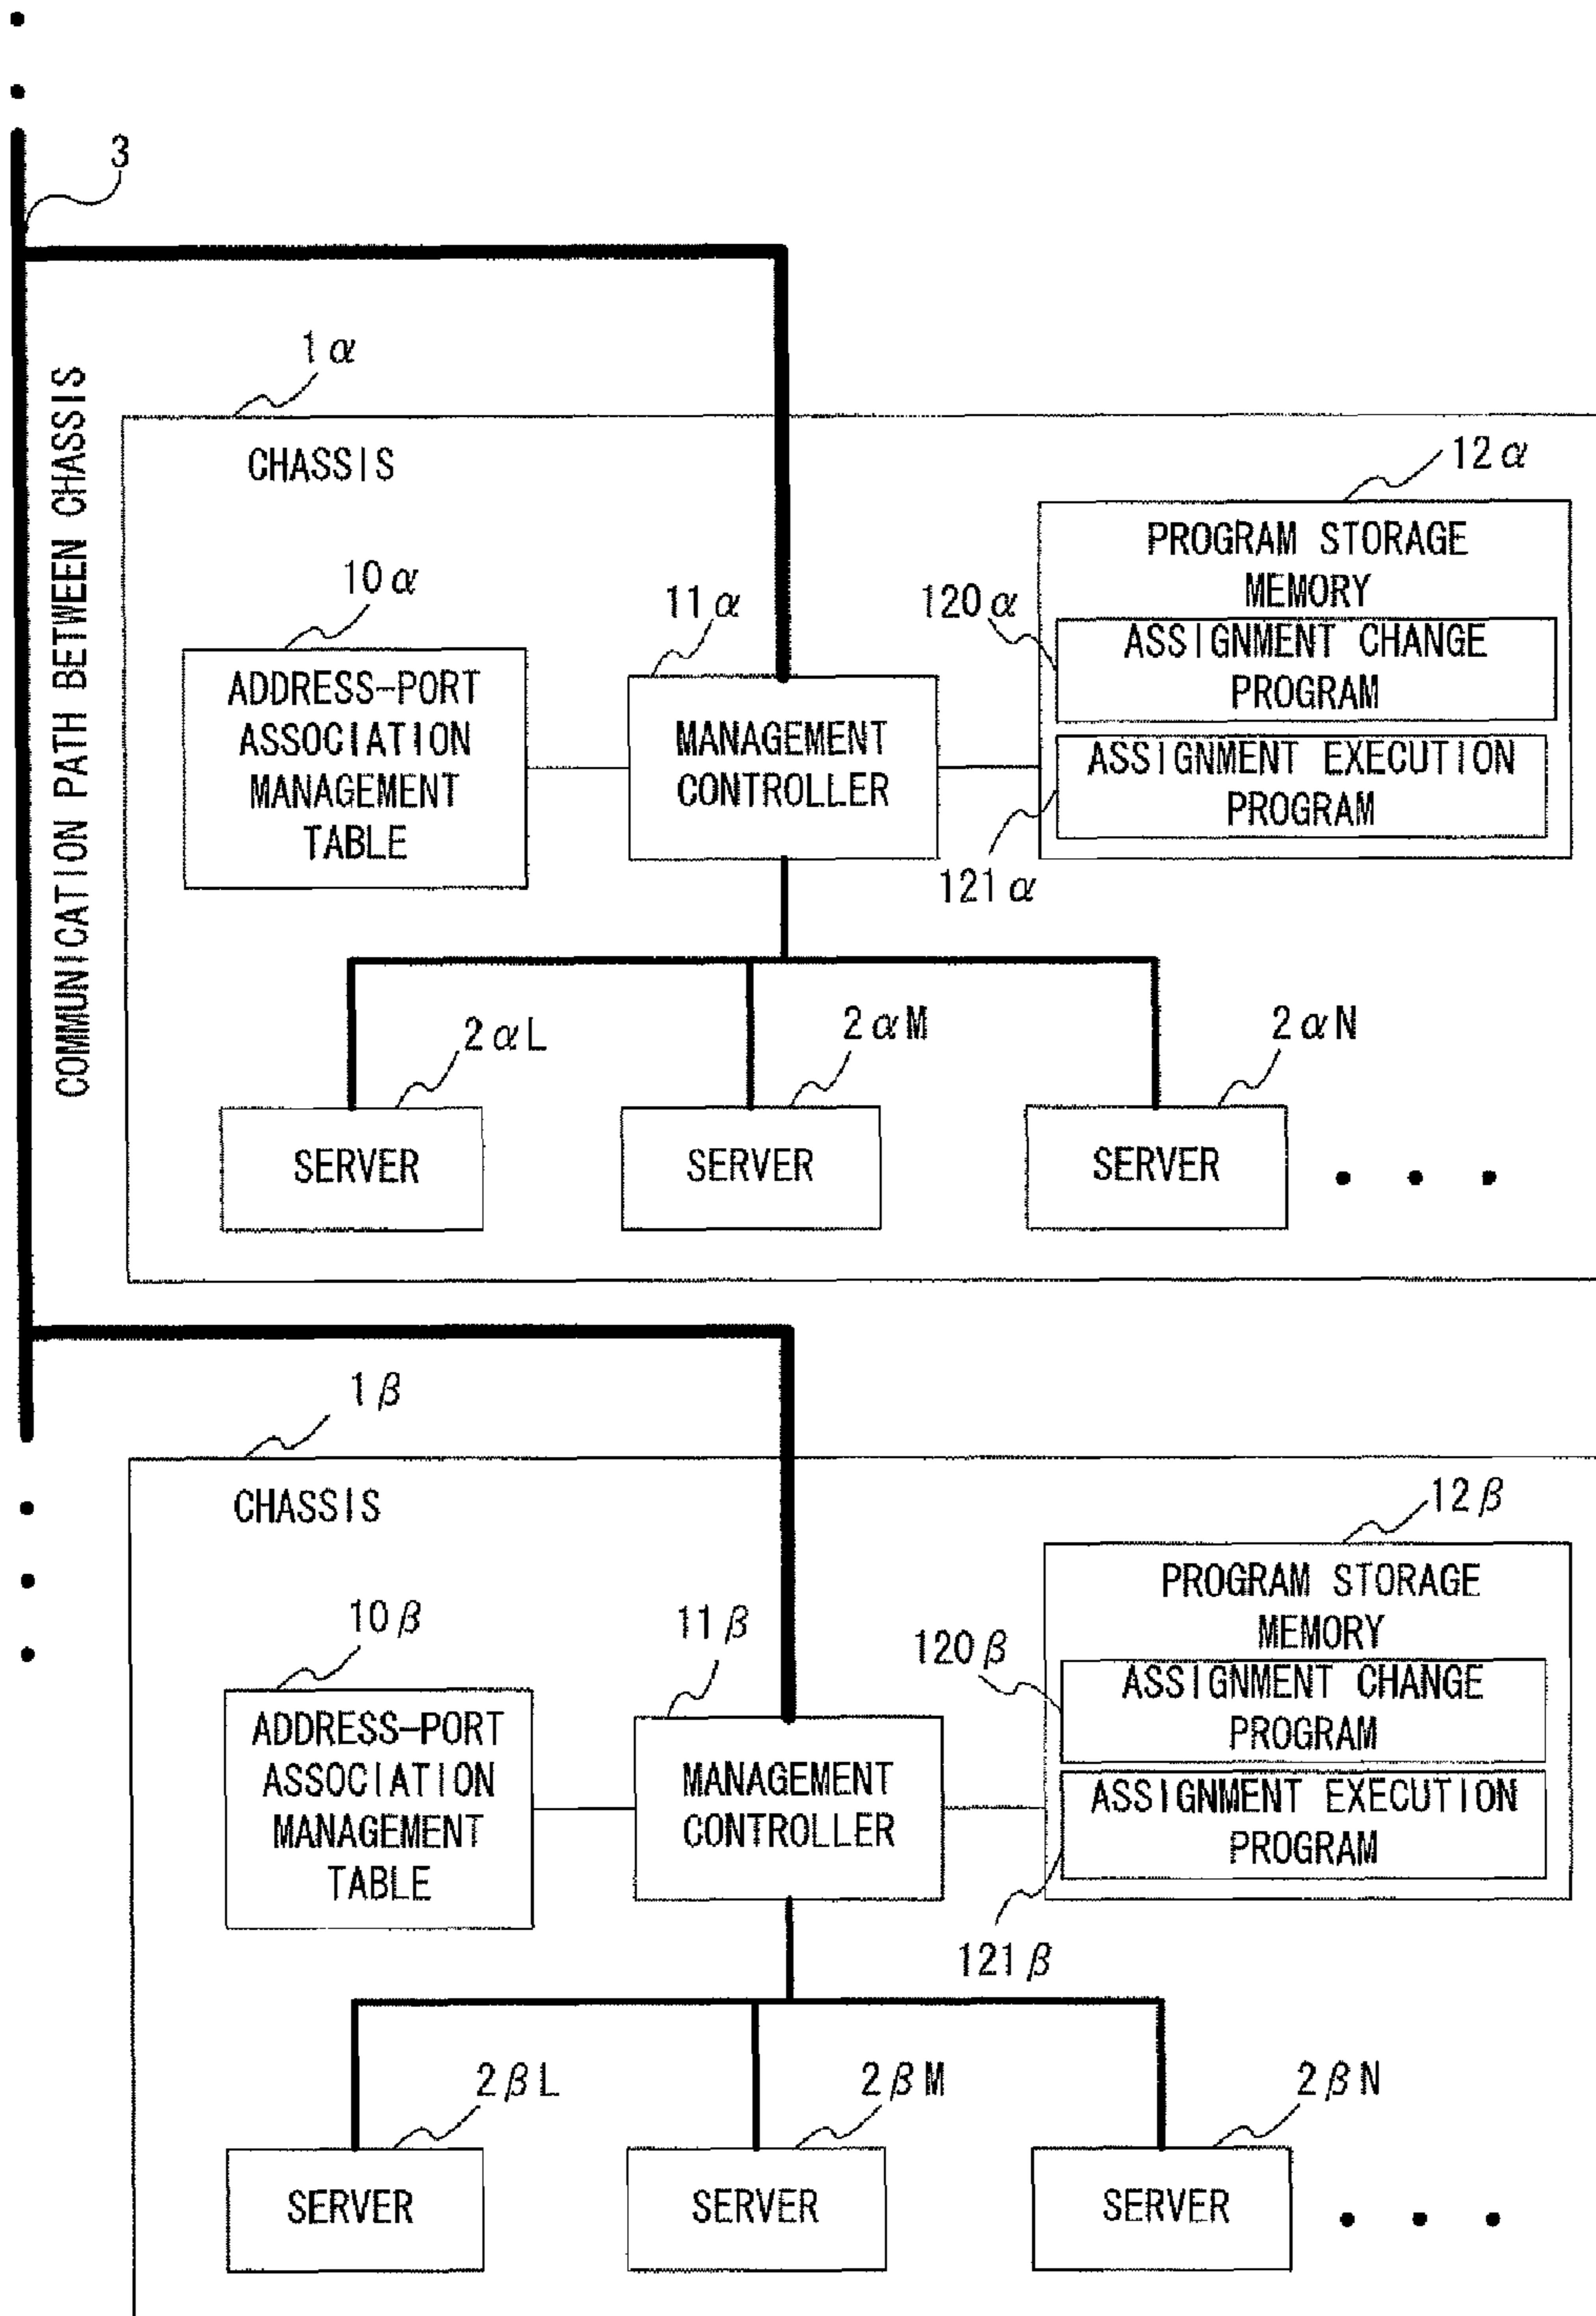 3
COMMUNICATION PATH BETWEEN CHASSIS
1α
CHASSIS
12α
PROGRAM STORAGE
MEMORY
10α
11α
120α
ASSIGNMENT CHANGE
PROGRAM
ADDRESS-PORT
ASSOCIATION
MANAGEMENT
TABLE
MANAGEMENT
CONTROLLER
ASSIGNMENT EXECUTION
PROGRAM
121α
2αL
2αM
2αN
SERVER
SERVER
SERVER
• • •
1β
CHASSIS
12β
PROGRAM STORAGE
MEMORY
10β
11β
120β
ASSIGNMENT CHANGE
PROGRAM
ADDRESS-PORT
ASSOCIATION
MANAGEMENT
TABLE
MANAGEMENT
CONTROLLER
ASSIGNMENT EXECUTION
PROGRAM
121β
2βL
2βM
2βN
SERVER
SERVER
SERVER
• • •